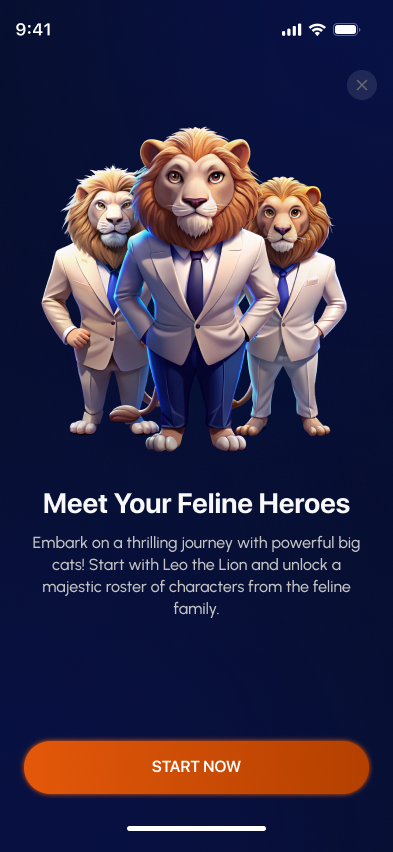 9:41
Meet Your Feline Heroes
Embark on a thrilling journey with powerful big
cats! Start with Leo the Lion and unlock a
majestic roster of characters from the feline
family.
START NOW